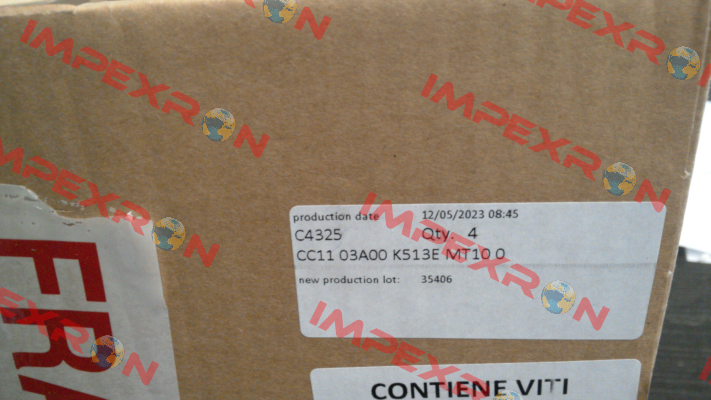 production date 12/05/2023 08:45
C4325 Qty. 4
CC11 03A00 K513E MT10 0
new production lot: 35406
CONTIENE VITI
FRA
IMPEXRON
IMPEXRON
IMPEXRON
IMPEXRON
IMPEXRON
IMPEXRON
IMPEXRON